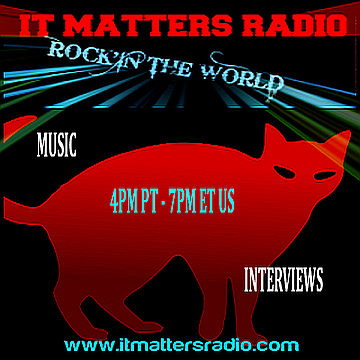 IT MATTERS RADIO
ROCK'IN THE WORLD
MUSIC
4PM PT - 7PM ET US
INTERVIEWS
www.itmattersradio.com